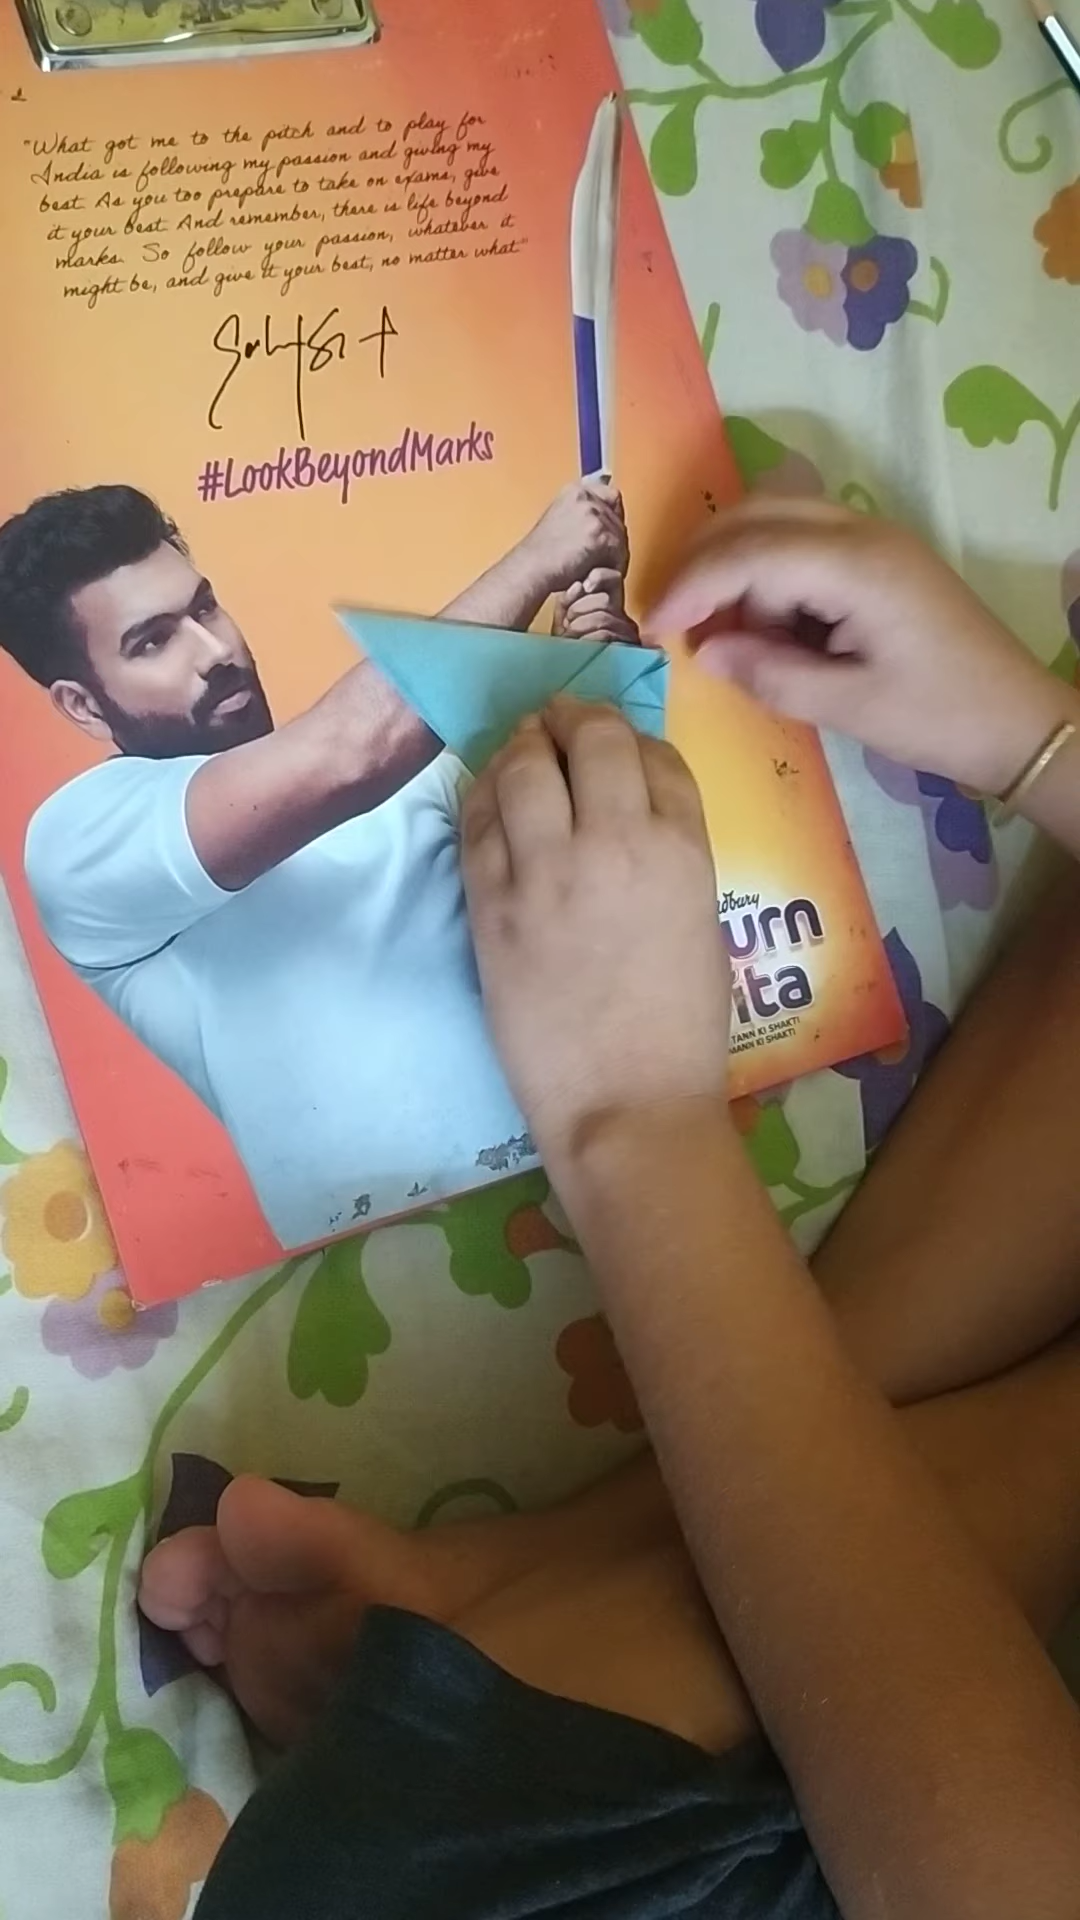 "What got me to the pitch and to play for
India is following my passion and giving my
best. As you too prepare to take on exams, give
it your best. And remember, there is life beyond
marks. So follow your passion, whatever it
might be, and give it your best, no matter what"
#LookBeyondMarks
dbury
urn
ita
TANN KI SHAKTI
MANN KI SHAKTI